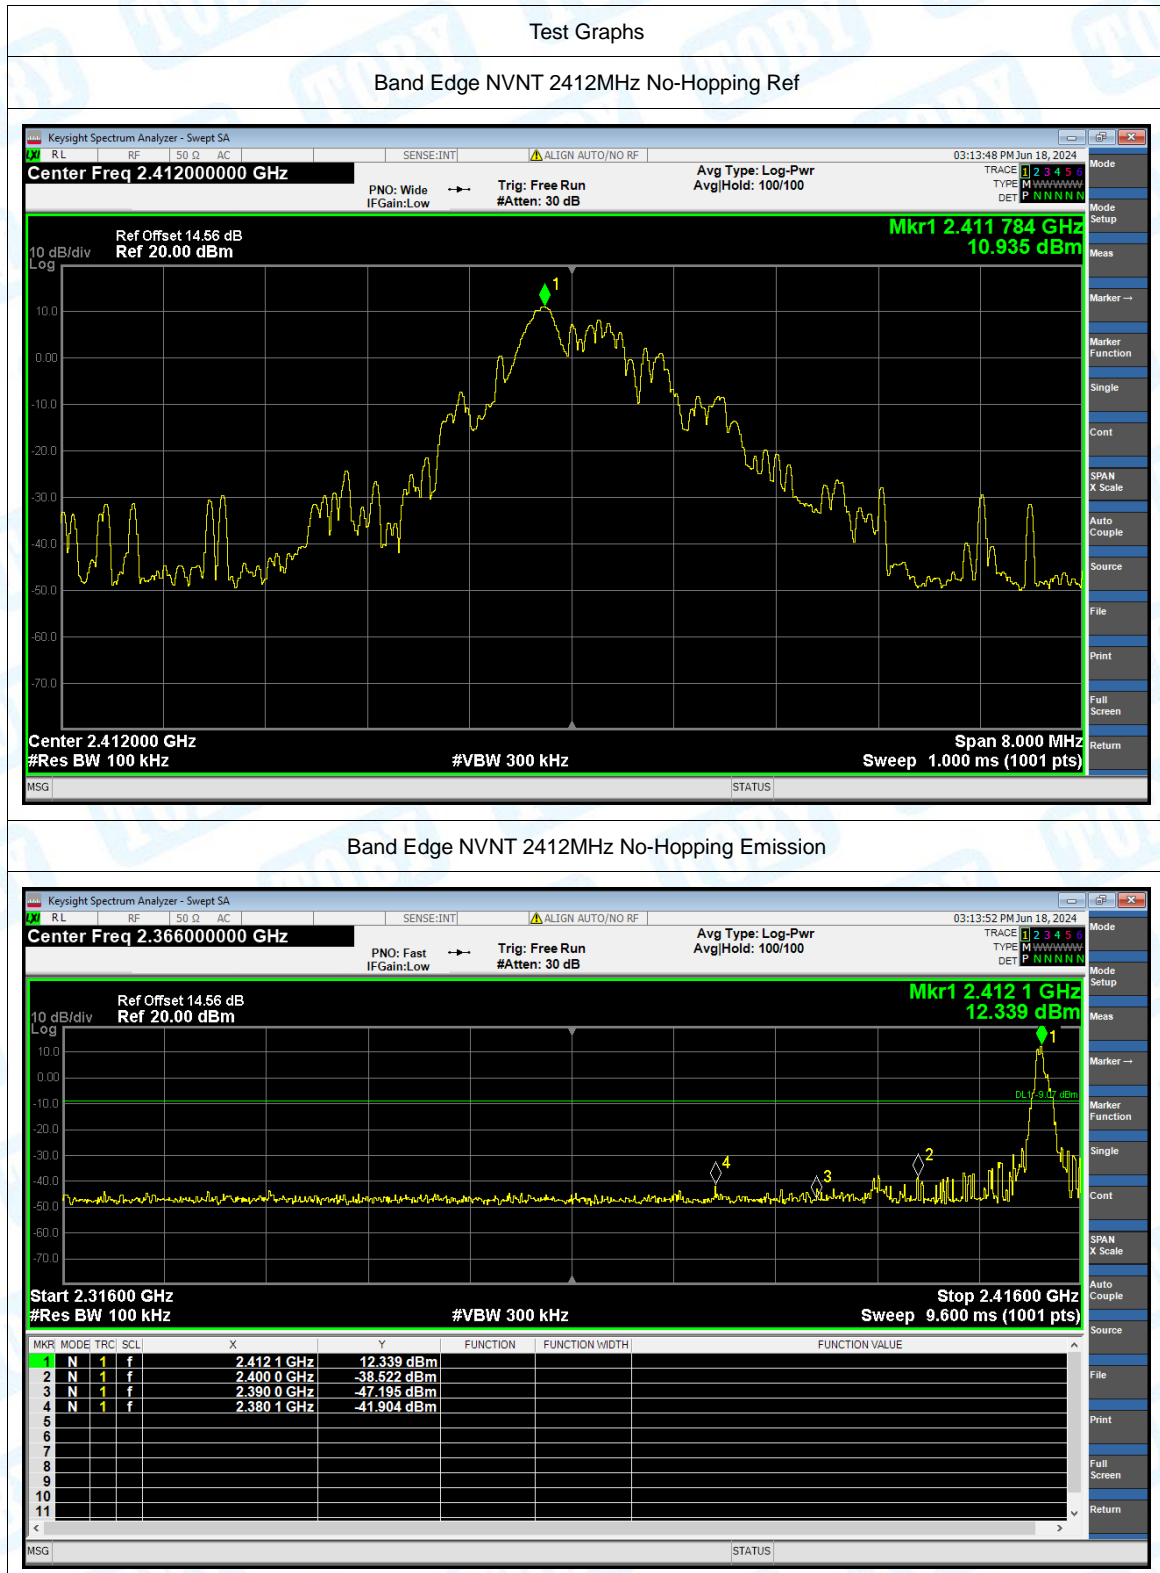 Test Graphs
Band Edge NVNT 2412MHz No-Hopping Ref
Keysight Spectrum Analyzer - Swept SA
LXI RL RF 50 Ω AC SENSE:INT ALIGN AUTO/NO RF 03:13:48 PM Jun 18, 2024
Center Freq 2.412000000 GHz
PNO: Wide
IFGain:Low
Trig: Free Run
#Atten: 30 dB
Avg Type: Log-Pwr
Avg|Hold: 100/100
TRACE 1 2 3 4 5 6
TYPE M WWWWW
DET P N N N N N
Mkr1 2.411 784 GHz
10.935 dBm
Ref Offset 14.56 dB
10 dB/div Ref 20.00 dBm
Log
1
10.0
0.00
-10.0
-20.0
-30.0
-40.0
-50.0
-60.0
-70.0
Center 2.412000 GHz Span 8.000 MHz
#Res BW 100 kHz #VBW 300 kHz Sweep 1.000 ms (1001 pts)
MSG STATUS
Mode
Mode Setup
Meas
Marker→
Marker Function
Single
Cont
SPAN X Scale
Auto Couple
Source
File
Print
Full Screen
Return
Band Edge NVNT 2412MHz No-Hopping Emission
Keysight Spectrum Analyzer - Swept SA
LXI RL RF 50 Ω AC SENSE:INT ALIGN AUTO/NO RF 03:13:52 PM Jun 18, 2024
Center Freq 2.366000000 GHz
PNO: Fast
IFGain:Low
Trig: Free Run
#Atten: 30 dB
Avg Type: Log-Pwr
Avg|Hold: 100/100
TRACE 1 2 3 4 5 6
TYPE M WWWWW
DET P N N N N N
Mkr1 2.412 1 GHz
12.339 dBm
Ref Offset 14.56 dB
10 dB/div Ref 20.00 dBm
Log
1
10.0
0.00
DL1 -9.07 dBm
-10.0
-20.0
-30.0
2
4
3
-40.0
-50.0
-60.0
-70.0
Start 2.31600 GHz Stop 2.41600 GHz
#Res BW 100 kHz #VBW 300 kHz Sweep 9.600 ms (1001 pts)
MKR MODE TRC SCL X Y FUNCTION FUNCTION WIDTH FUNCTION VALUE
1 N 1 f 2.412 1 GHz 12.339 dBm
2 N 1 f 2.400 0 GHz -38.522 dBm
3 N 1 f 2.390 0 GHz -47.195 dBm
4 N 1 f 2.380 1 GHz -41.904 dBm
5
6
7
8
9
10
11
MSG STATUS
Mode
Mode Setup
Meas
Marker→
Marker Function
Single
Cont
SPAN X Scale
Auto Couple
Source
File
Print
Full Screen
Return
TOBY